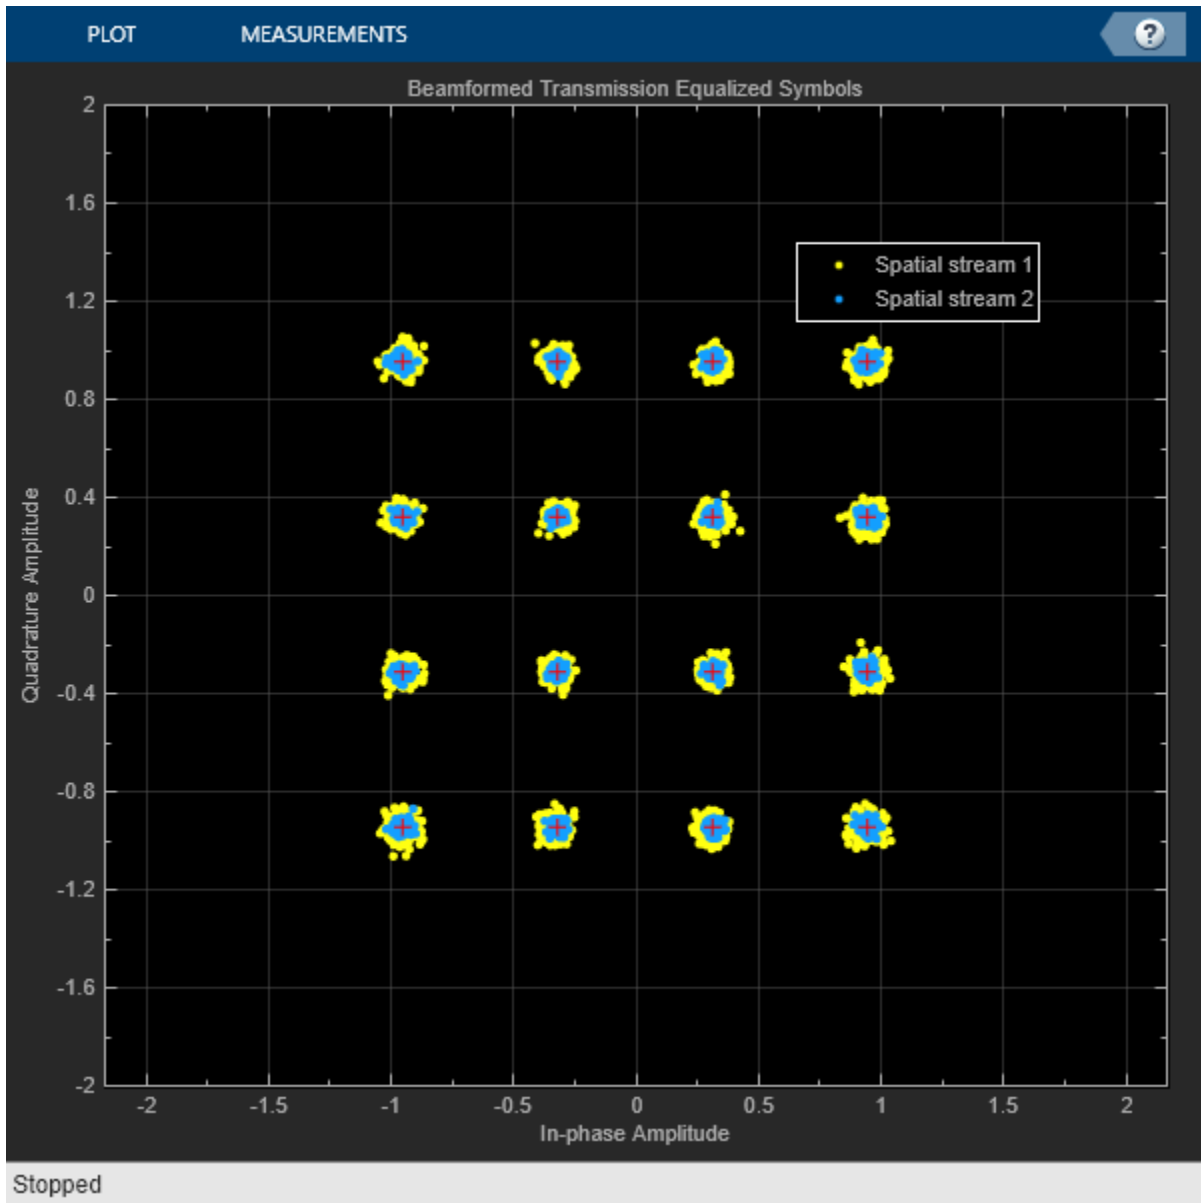 PLOT MEASUREMENTS ?
Beamformed Transmission Equalized Symbols
2
1.6
1.2
0.8
0.4
0
-0.4
-0.8
-1.2
-1.6
-2
Quadrature Amplitude
Spatial stream 1
Spatial stream 2
-2 -1.5 -1 -0.5 0 0.5 1 1.5 2
In-phase Amplitude
Stopped